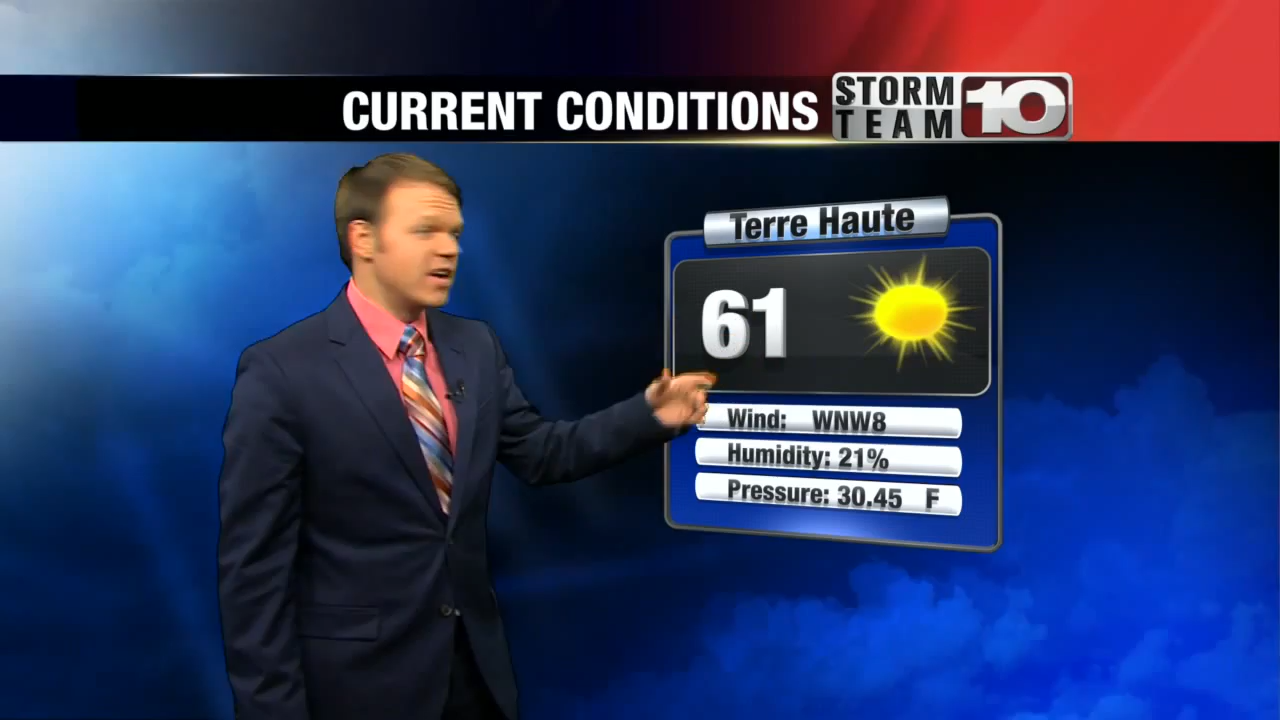 CURRENT CONDITIONS
STORM TEAM 10
Terre Haute
61
Wind: WNW8
Humidity: 21%
Pressure: 30.45 F